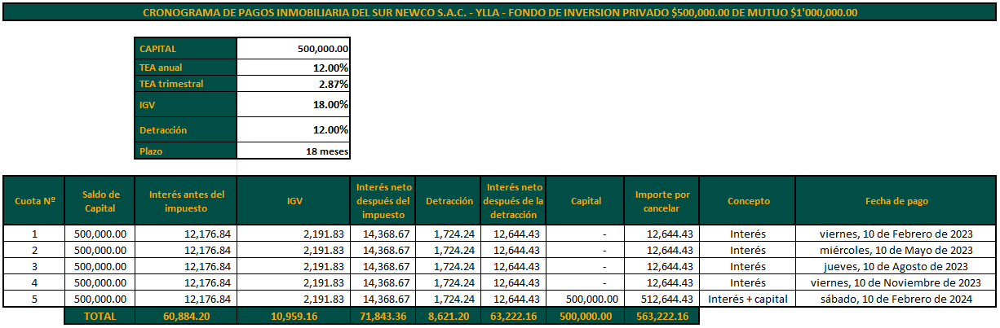 CRONOGRAMA DE PAGOS INMOBILIARIA DEL SUR NEWCO S.A.C. - YLLA - FONDO DE INVERSION PRIVADO $500,000.00 DE MUTUO $1'000,000.00
CAPITAL 500,000.00
TEA anual 12.00%
TEA trimestral 2.87%
IGV 18.00%
Detracción 12.00%
Plazo 18 meses
Cuota Nº Saldo de Capital Interés antes del impuesto IGV Interés neto después del impuesto Detracción Interés neto después de la detracción Capital Importe por cancelar Concepto Fecha de pago
1 500,000.00 12,176.84 2,191.83 14,368.67 1,724.24 12,644.43 - 12,644.43 Interés viernes, 10 de Febrero de 2023
2 500,000.00 12,176.84 2,191.83 14,368.67 1,724.24 12,644.43 - 12,644.43 Interés miércoles, 10 de Mayo de 2023
3 500,000.00 12,176.84 2,191.83 14,368.67 1,724.24 12,644.43 - 12,644.43 Interés jueves, 10 de Agosto de 2023
4 500,000.00 12,176.84 2,191.83 14,368.67 1,724.24 12,644.43 - 12,644.43 Interés viernes, 10 de Noviembre de 2023
5 500,000.00 12,176.84 2,191.83 14,368.67 1,724.24 12,644.43 500,000.00 512,644.43 Interés + capital sábado, 10 de Febrero de 2024
TOTAL 60,884.20 10,959.16 71,843.36 8,621.20 63,222.16 500,000.00 563,222.16